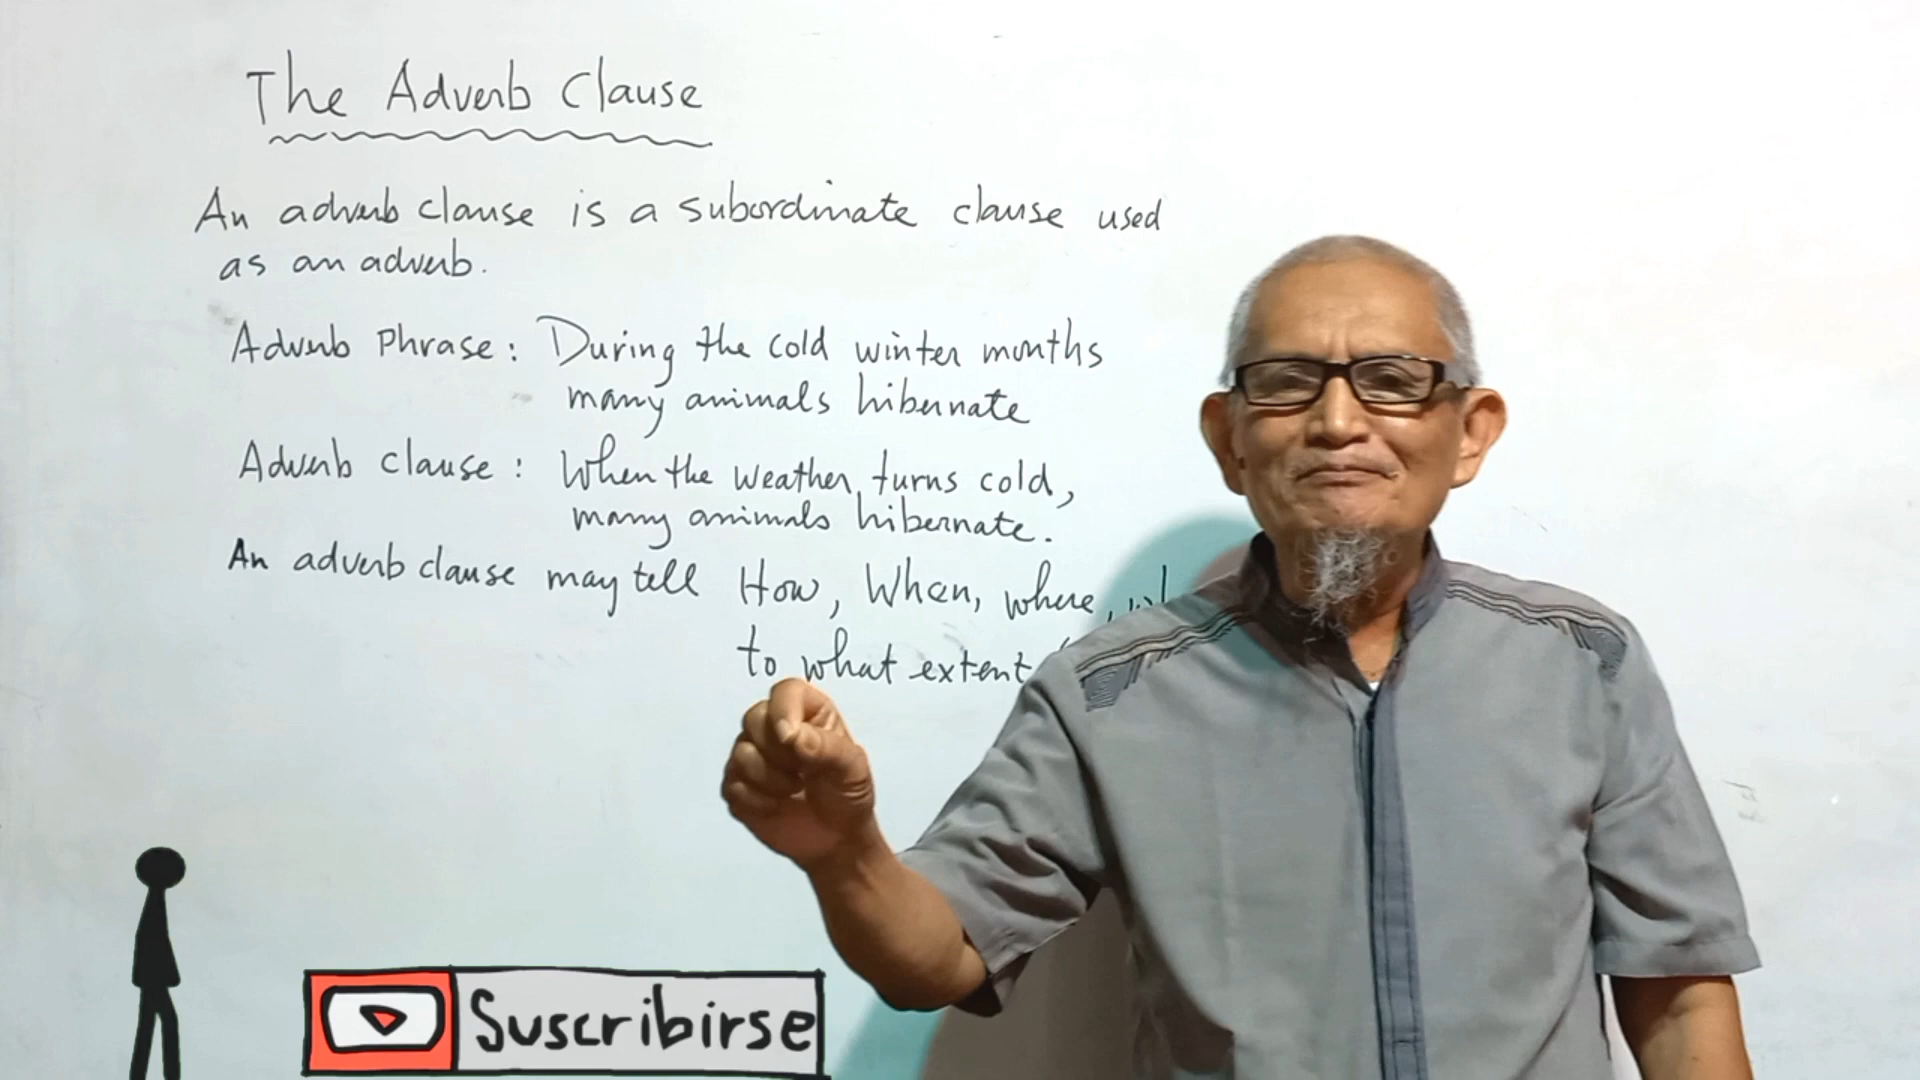 The Adverb Clause
An adverb clause is a subordinate clause used
as an adverb.
Adverb Phrase: During the cold winter months
many animals hibernate
Adverb clause: When the weather turns cold,
many animals hibernate.
An adverb clause may tell How, When, where,
to what extent
Suscribirse